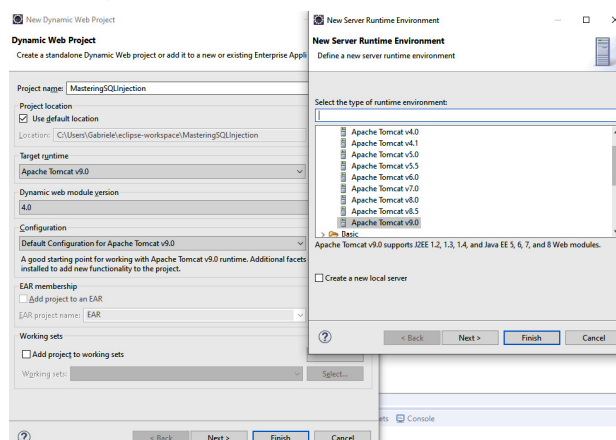 New Dynamic Web Project
Dynamic Web Project
Create a standalone Dynamic Web project or add it to a new or existing Enterprise Appli
Project name: MasteringSQLInjection
Project location
Use default location
Location: C:\Users\Gabriele\eclipse-workspace\MasteringSQLInjection
Target runtime
Apache Tomcat v9.0
Dynamic web module version
4.0
Configuration
Default Configuration for Apache Tomcat v9.0
A good starting point for working with Apache Tomcat v9.0 runtime. Additional facets
installed to add new functionality to the project.
EAR membership
Add project to an EAR
EAR project name: EAR
Working sets
Add project to working sets
Working sets: Select...
< Back Next > Finish Cancel
New Server Runtime Environment
New Server Runtime Environment
Define a new server runtime environment
Select the type of runtime environment:
Apache Tomcat v4.0
Apache Tomcat v4.1
Apache Tomcat v5.0
Apache Tomcat v5.5
Apache Tomcat v6.0
Apache Tomcat v7.0
Apache Tomcat v8.0
Apache Tomcat v8.5
Apache Tomcat v9.0
Basic
Apache Tomcat v9.0 supports J2EE 1.2, 1.3, 1.4, and Java EE 5, 6, 7, and 8 Web modules.
Create a new local server
< Back Next > Finish Cancel
ets Console